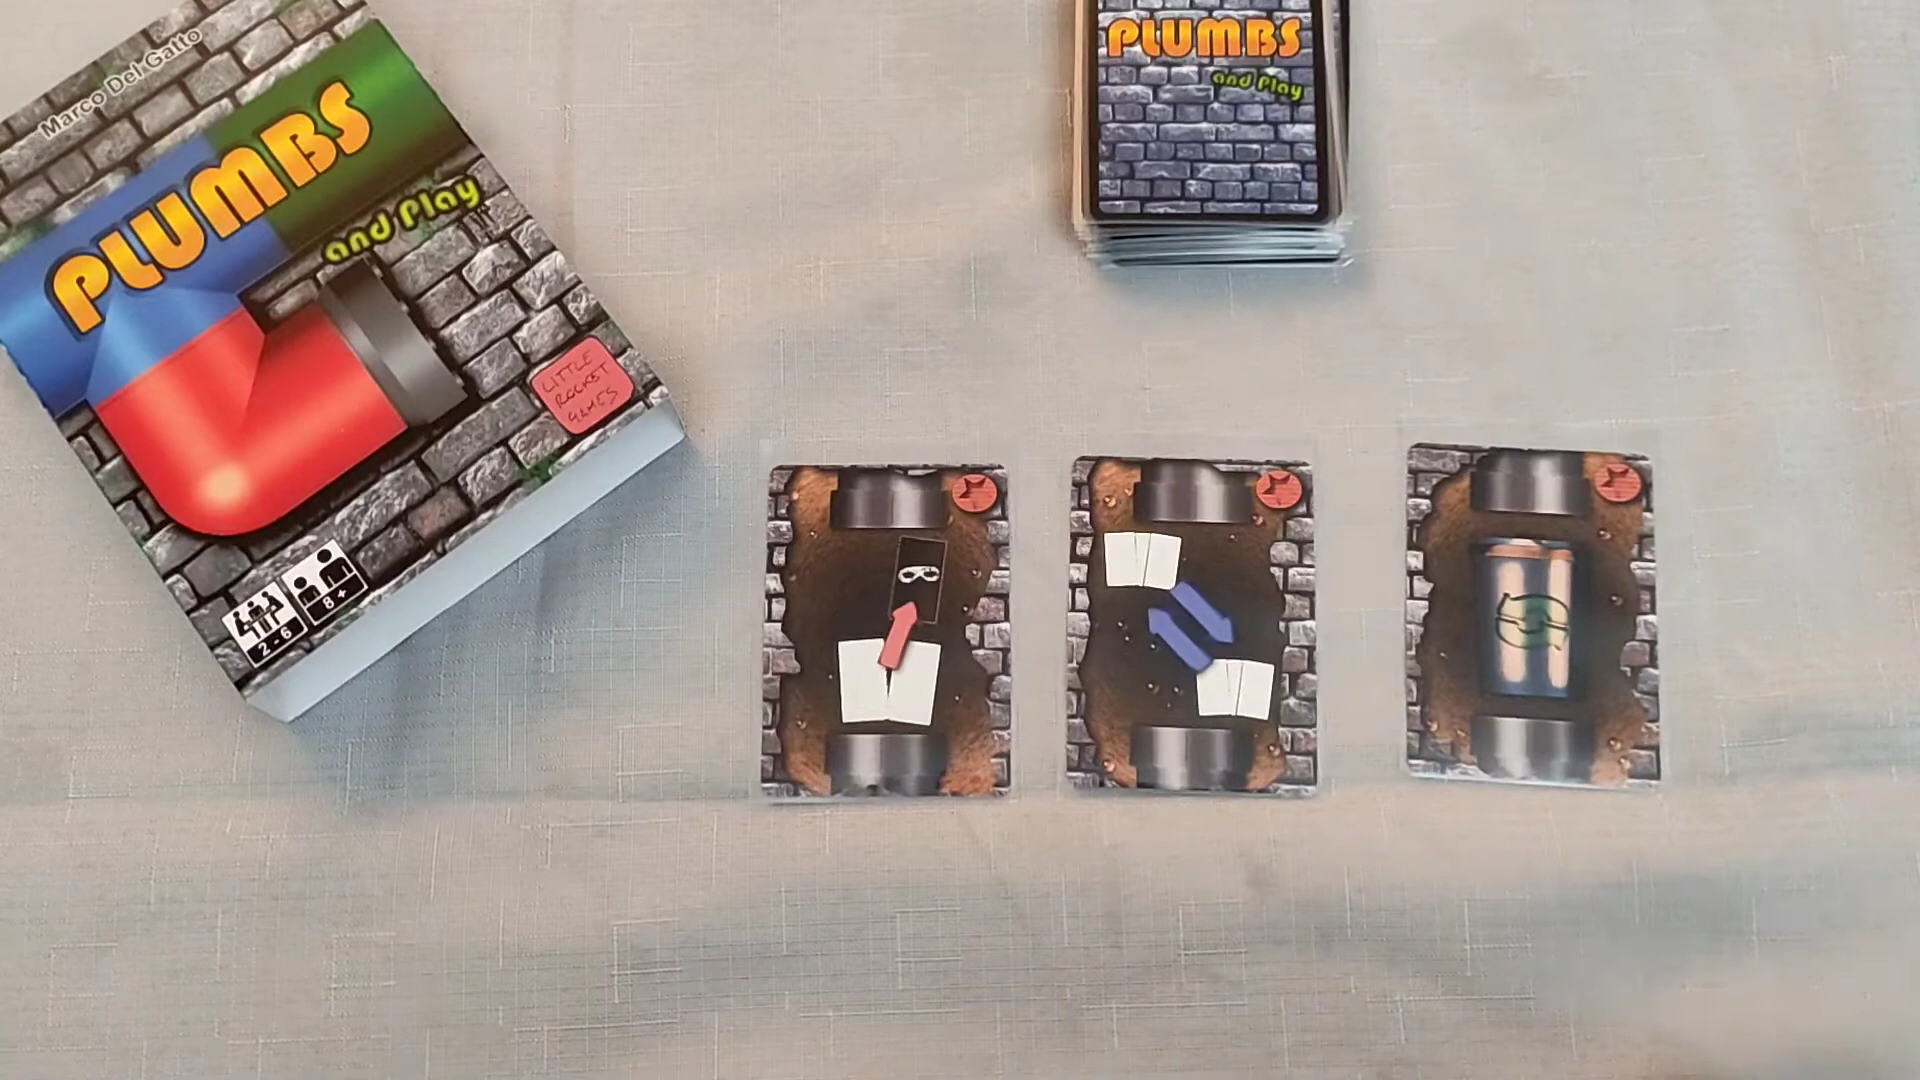 Marco Del Gatto
PLUMBS
and Play
LITTLE
ROCKET
GAMES
2 - 6
8 +
PLUMBS
and Play